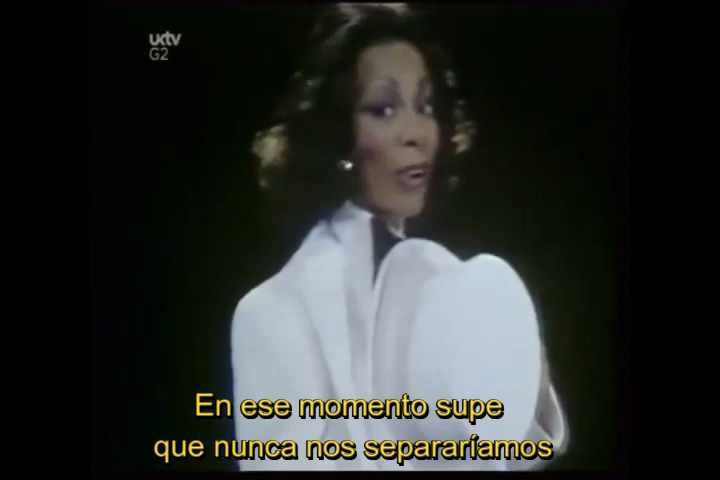 uktv
G2
En ese momento supe
que nunca nos separaríamos